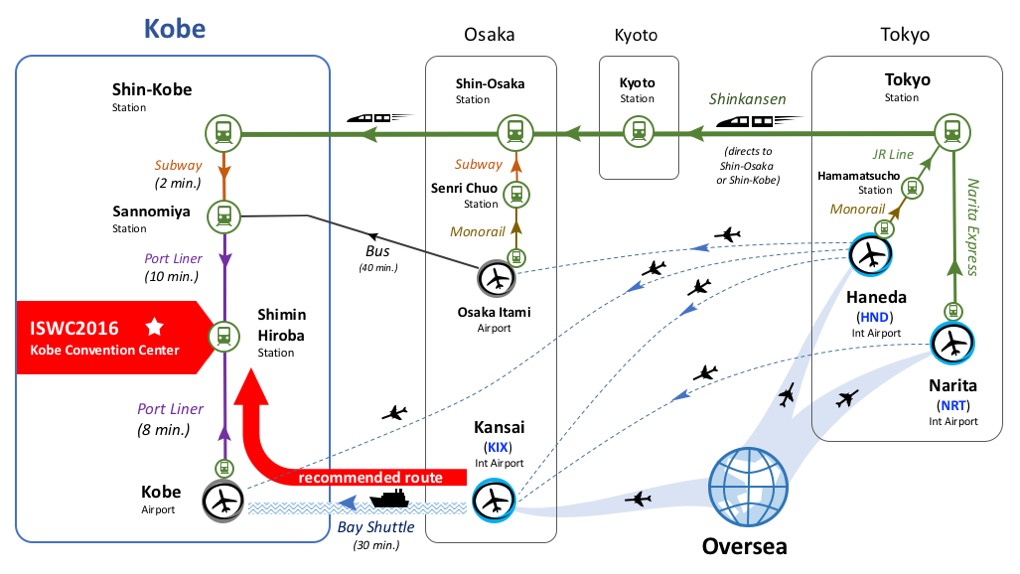 Kobe
Osaka
Kyoto
Tokyo
Shin-Kobe
Station
Shin-Osaka
Station
Kyoto
Station
Tokyo
Station
Shinkansen
(directs to
Shin-Osaka
or Shin-Kobe)
Subway
(2 min.)
Subway
JR Line
Hamamatsucho
Station
Senri Chuo
Station
Monorail
Narita Express
Sannomiya
Station
Monorail
Bus
(40 min.)
Port Liner
(10 min.)
Osaka Itami
Airport
Haneda
(HND)
Int Airport
ISWC2016
Kobe Convention Center
Shimin
Hiroba
Station
Narita
(NRT)
Int Airport
Port Liner
(8 min.)
Kansai
(KIX)
Int Airport
recommended route
Kobe
Airport
Bay Shuttle
(30 min.)
Oversea